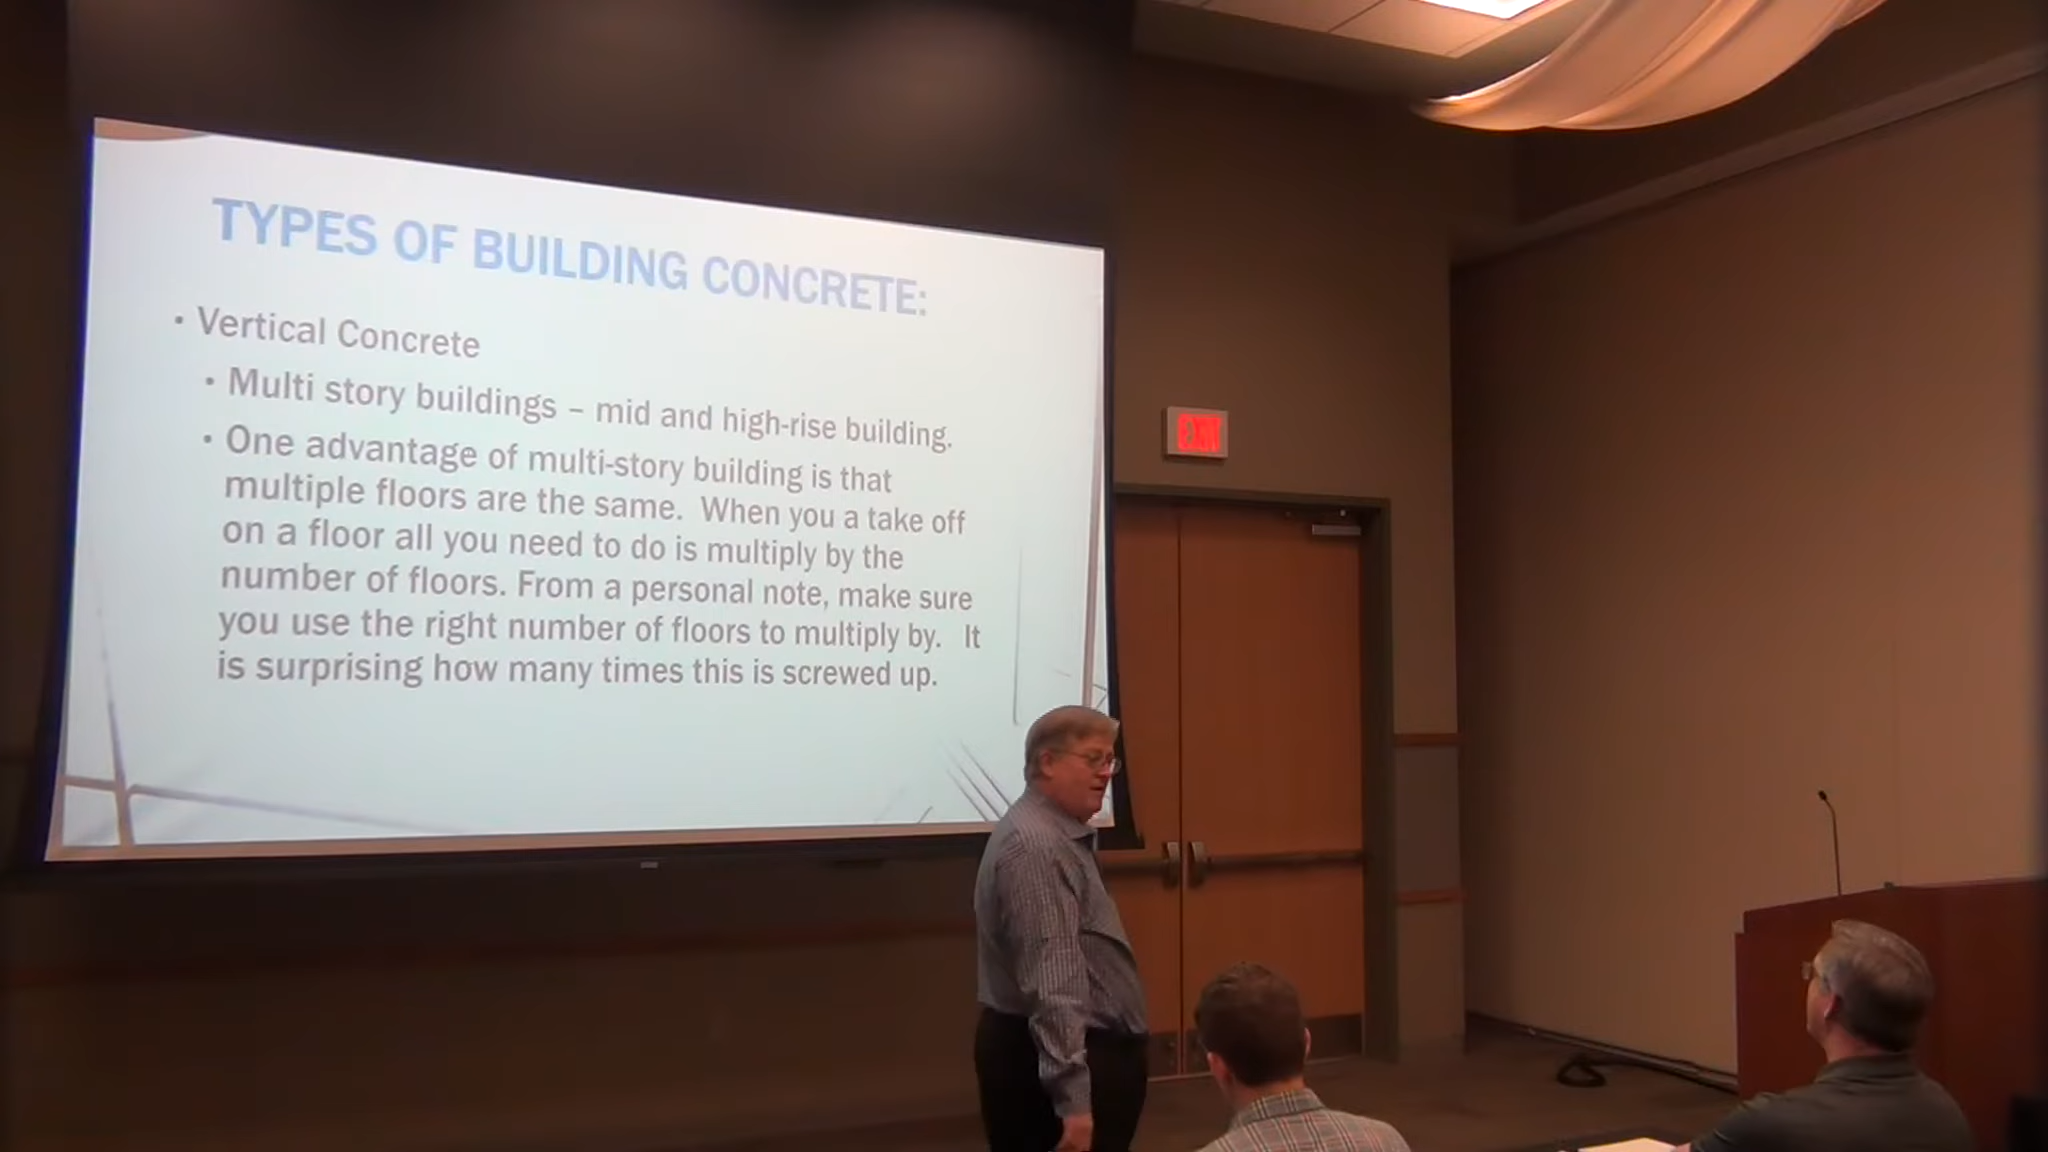 TYPES OF BUILDING CONCRETE:
• Vertical Concrete
• Multi story buildings – mid and high-rise building.
• One advantage of multi-story building is that
multiple floors are the same.  When you a take off
on a floor all you need to do is multiply by the
number of floors. From a personal note, make sure
you use the right number of floors to multiply by.   It
is surprising how many times this is screwed up.
EXIT